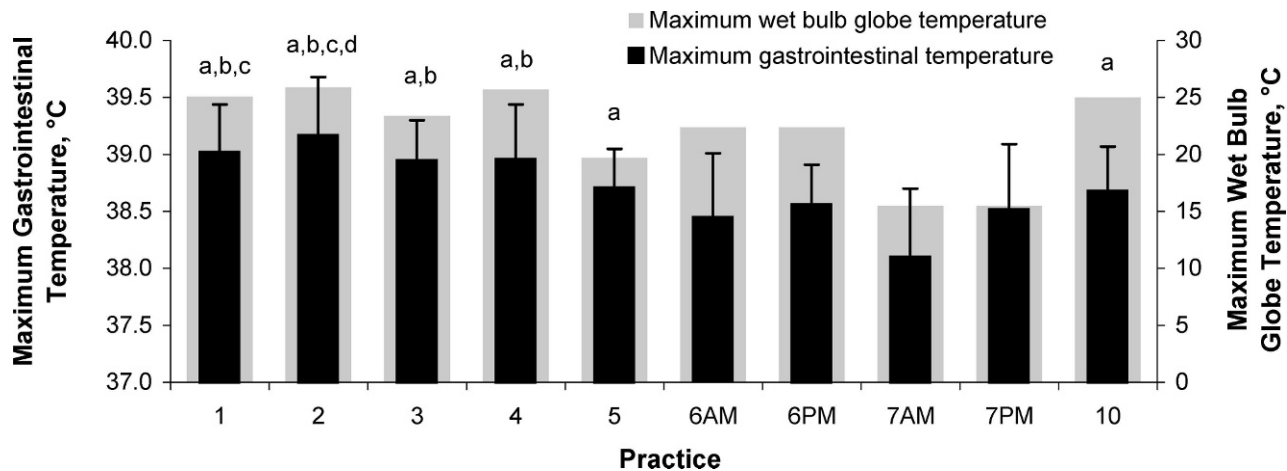 Maximum wet bulb globe temperature
Maximum gastrointestinal temperature
Maximum Gastrointestinal
Temperature, °C
40.0
39.5
39.0
38.5
38.0
37.5
37.0
a,b,c
a,b,c,d
a,b
a,b
a
a
30
25
20
15
10
5
0
Maximum Wet Bulb
Globe Temperature, °C
1 2 3 4 5 6AM 6PM 7AM 7PM 10
Practice